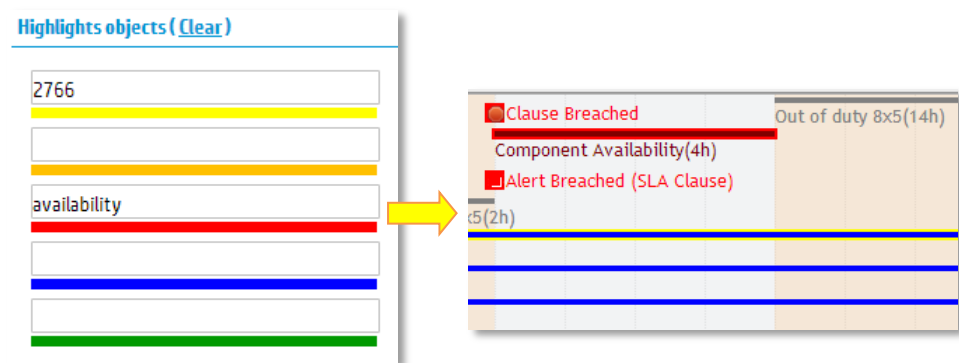 Highlights objects ( Clear )
2766
availability
Clause Breached
Out of duty 8x5(14h)
Component Availability(4h)
Alert Breached (SLA Clause)
x5(2h)